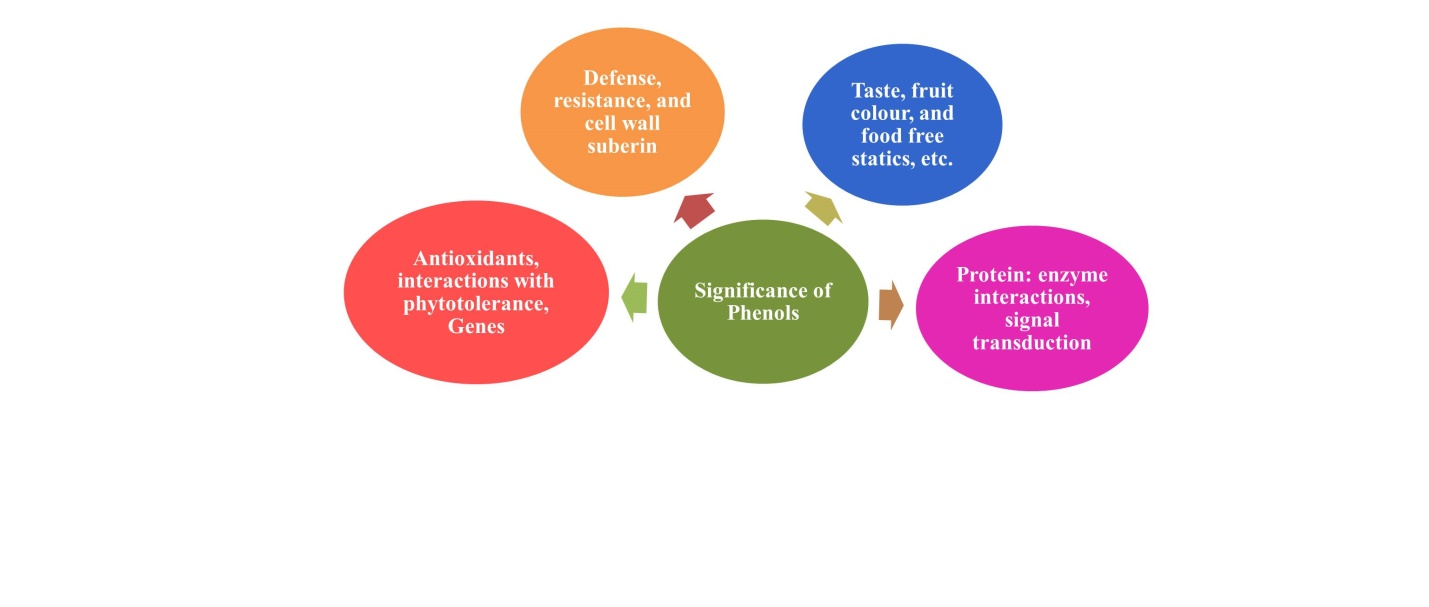 Defense,
resistance, and
cell wall
suberin
Taste, fruit
colour, and
food free
statics, etc.
Antioxidants,
interactions with
phytotolerance,
Genes
Significance of
Phenols
Protein: enzyme
interactions,
signal
transduction